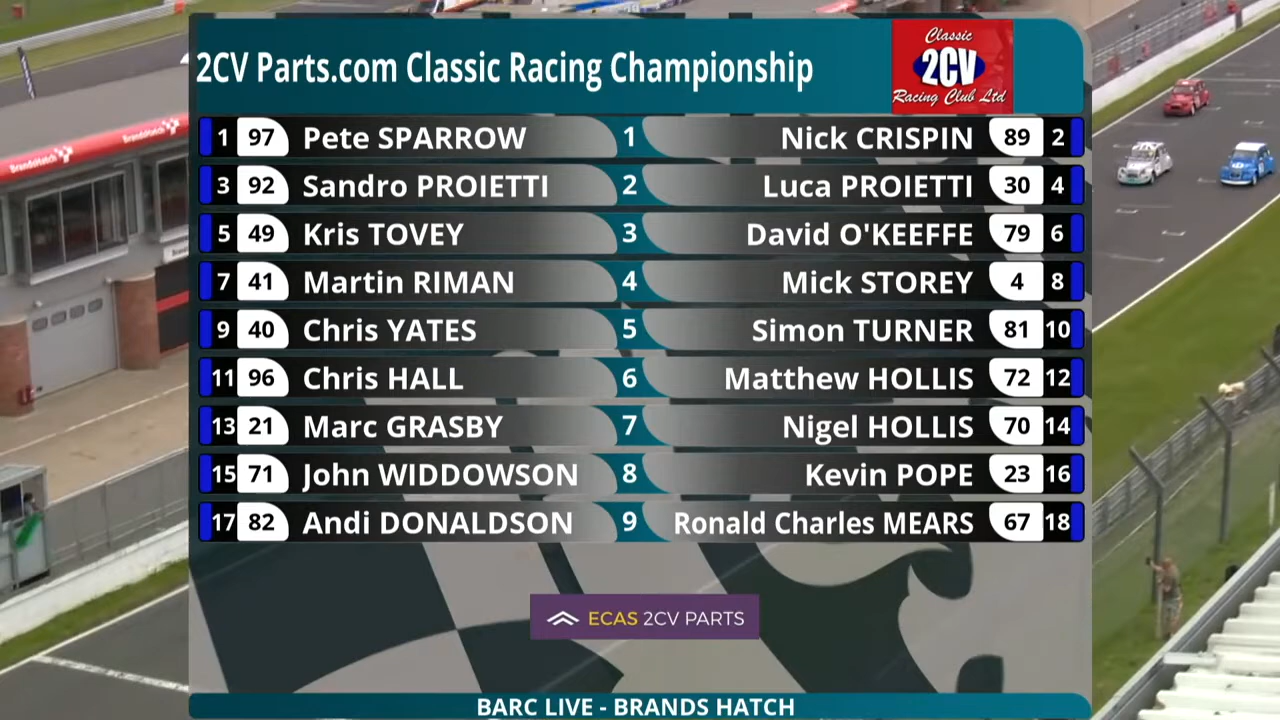 2CV Parts.com Classic Racing Championship
Classic
2CV
Racing Club Ltd
1 97 Pete SPARROW 1 Nick CRISPIN 89 2
3 92 Sandro PROIETTI 2 Luca PROIETTI 30 4
5 49 Kris TOVEY 3 David O'KEEFFE 79 6
7 41 Martin RIMAN 4 Mick STOREY 4 8
9 40 Chris YATES 5 Simon TURNER 81 10
11 96 Chris HALL 6 Matthew HOLLIS 72 12
13 21 Marc GRASBY 7 Nigel HOLLIS 70 14
15 71 John WIDDOWSON 8 Kevin POPE 23 16
17 82 Andi DONALDSON 9 Ronald Charles MEARS 67 18
ECAS 2CV PARTS
BARC LIVE - BRANDS HATCH
BrandsHatch
BrandsHatch